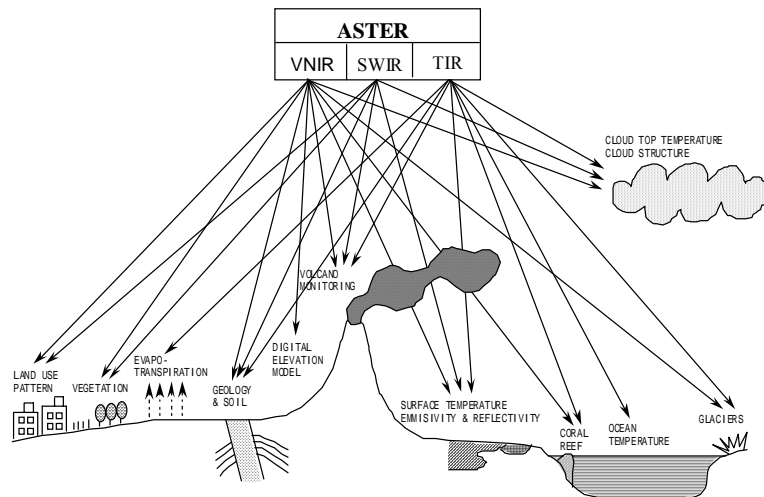 ASTER
VNIR SWIR TIR
CLOUD TOP TEMPERATURE
CLOUD STRUCTURE
VOLCANO
MONITORING
DIGITAL
ELEVATION
MODEL
EVAPO-
TRANSPIRATION
LAND USE
PATTERN
VEGETATION
GEOLOGY
& SOIL
SURFACE TEMPERATURE
EMMISIVITY & REFLECTIVITY
CORAL
REEF
OCEAN
TEMPERATURE
GLACIERS